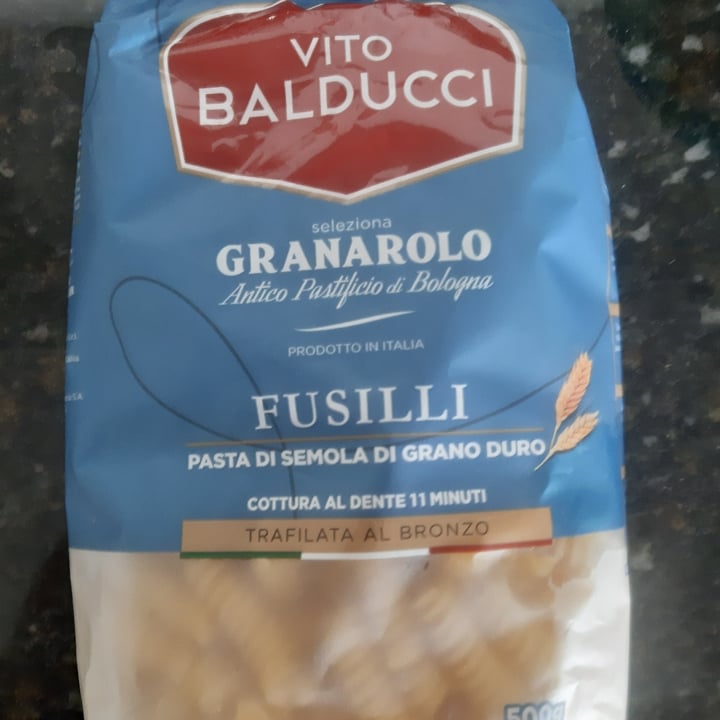 VITO
BALDUCCI
seleziona
GRANAROLO
Antico Pastificio di Bologna
PRODOTTO IN ITALIA
FUSILLI
PASTA DI SEMOLA DI GRANO DURO
COTTURA AL DENTE 11 MINUTI
TRAFILATA AL BRONZO
500g